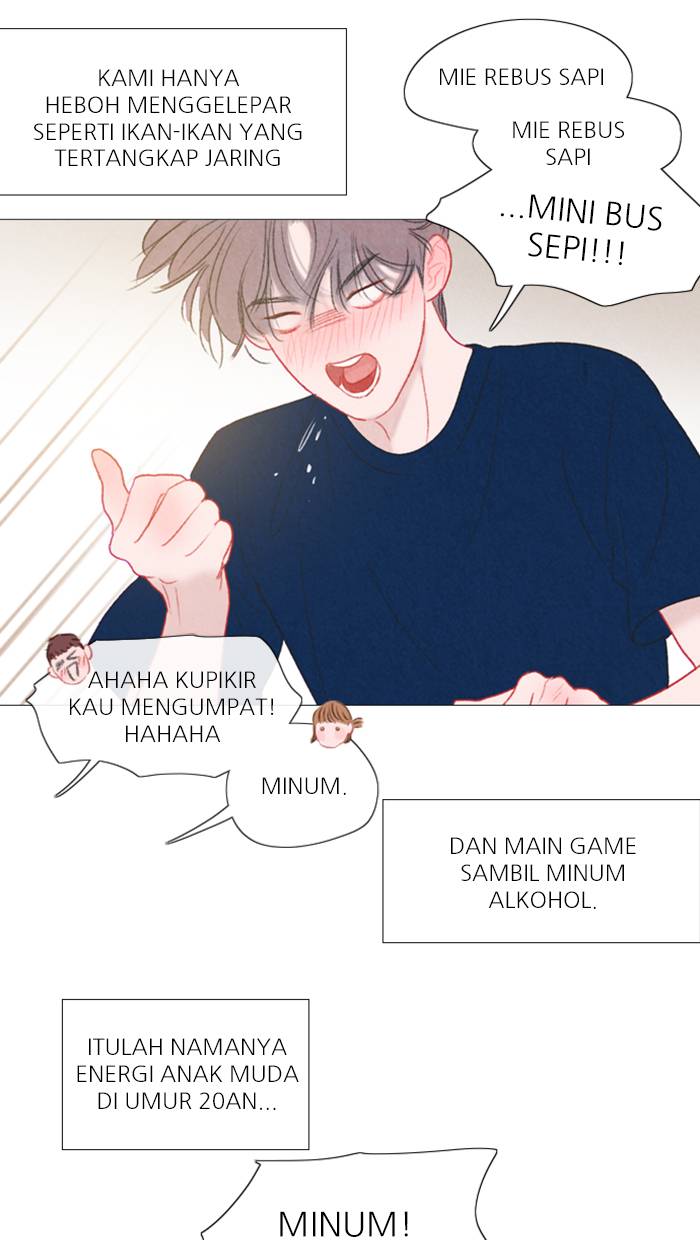 KAMI HANYA
HEBOH MENGGELEPAR
SEPERTI IKAN-IKAN YANG
TERTANGKAP JARING
MIE REBUS SAPI
MIE REBUS
SAPI
...MINI BUS
SEPI!!!
AHAHA KUPIKIR
KAU MENGUMPAT!
HAHAHA
MINUM.
DAN MAIN GAME
SAMBIL MINUM
ALKOHOL.
ITULAH NAMANYA
ENERGI ANAK MUDA
DI UMUR 20AN...
MINUM!